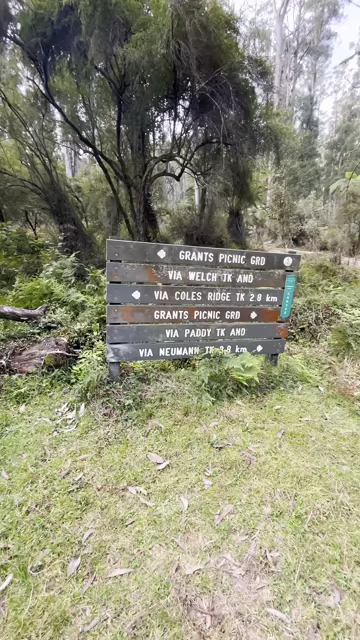 GRANTS PICNIC GRD
VIA WELCH TK AND
VIA COLES RIDGE TK 2.8 km
GRANTS PICNIC GRD
VIA PADDY TK AND
VIA NEUMANN TK 3.8 km